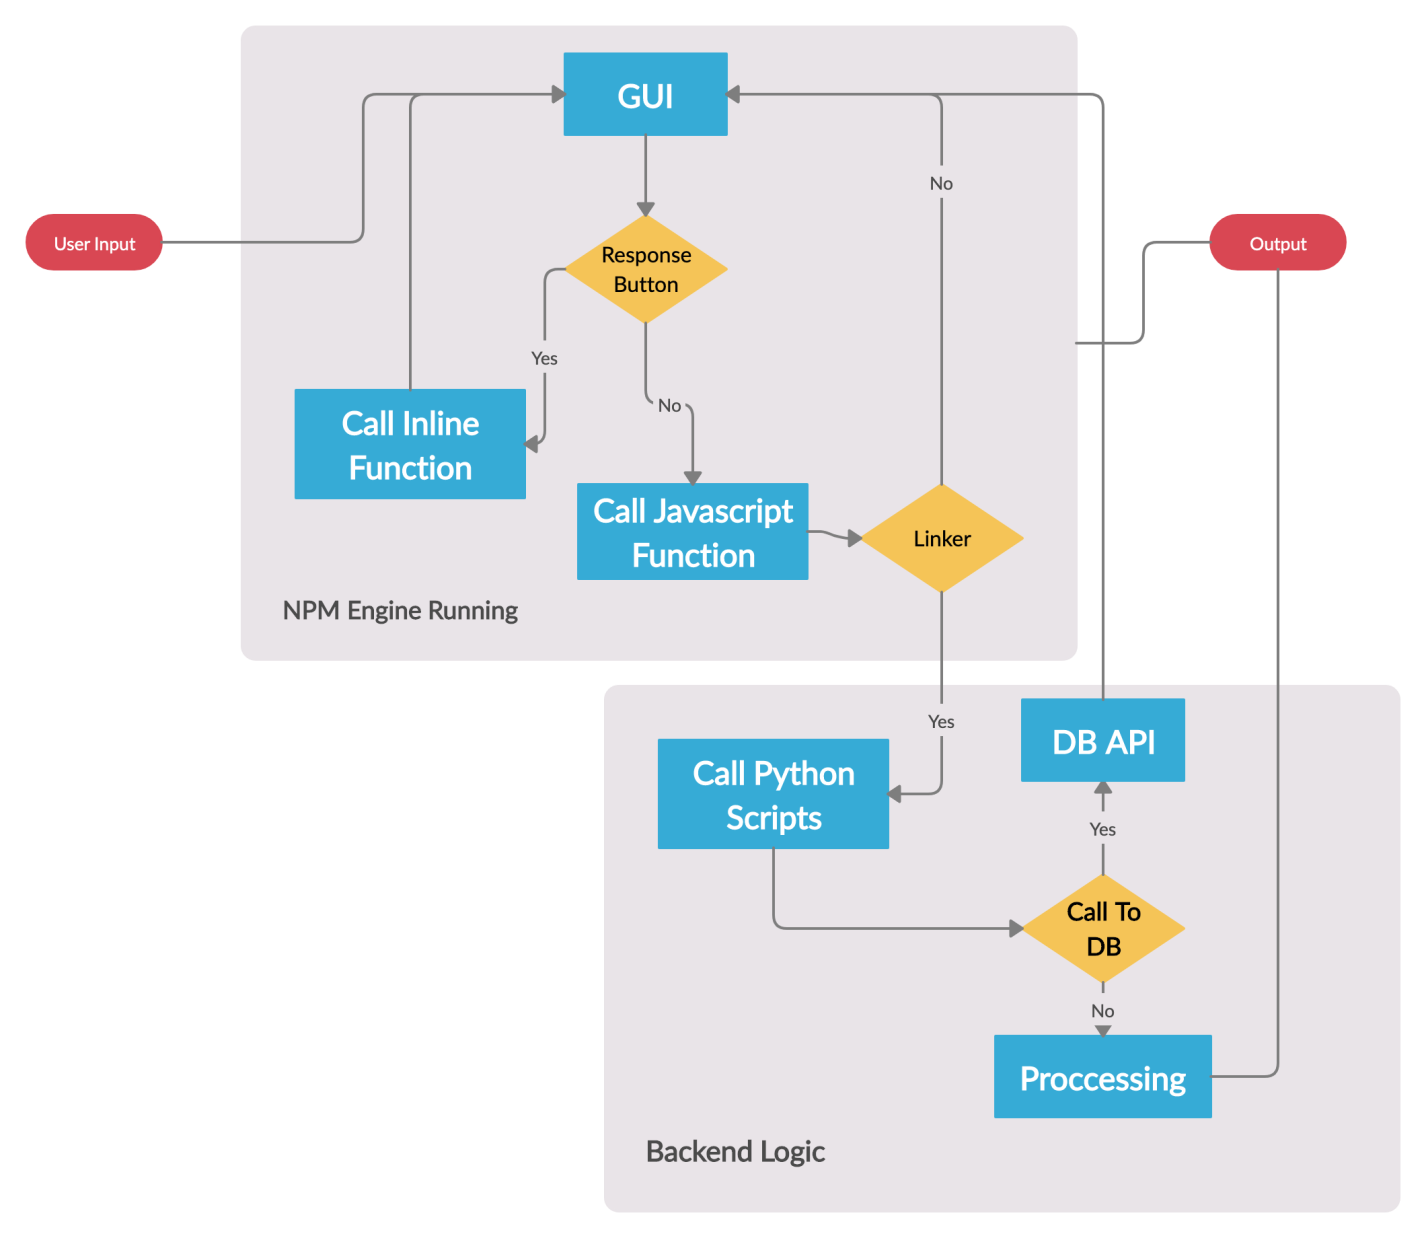 GUI
No
User Input
Output
Response
Button
Yes
No
Call Inline
Function
Call Javascript
Function
Linker
NPM Engine Running
Yes
DB API
Call Python
Scripts
Yes
Call To
DB
No
Proccessing
Backend Logic